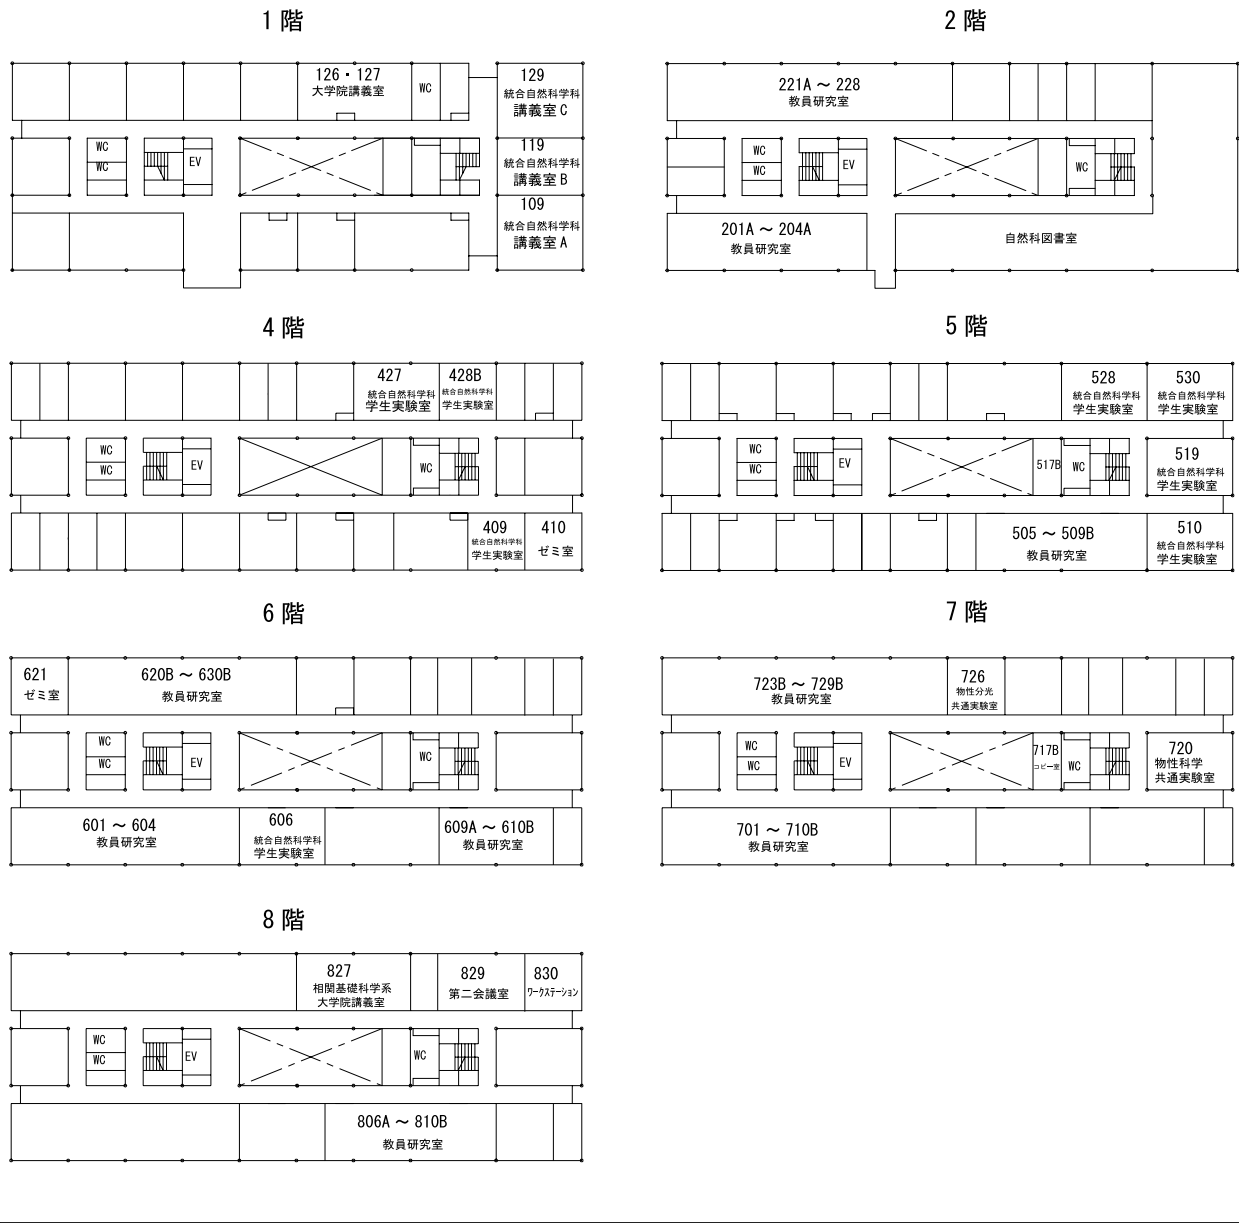 1 階
126・127
大学院講義室
WC
129
統合自然科学科
講義室 C
WC
WC
EV
119
統合自然科学科
講義室 B
109
統合自然科学科
講義室 A
2 階
221A ～ 228
教員研究室
WC
WC
EV
WC
201A ～ 204A
教員研究室
自然科図書室
4 階
427
統合自然科学科
学生実験室
428B
統合自然科学科
学生実験室
WC
WC
EV
WC
409
統合自然科学科
学生実験室
410
ゼミ室
5 階
528
統合自然科学科
学生実験室
530
統合自然科学科
学生実験室
WC
WC
EV
517B
WC
519
統合自然科学科
学生実験室
505 ～ 509B
教員研究室
510
統合自然科学科
学生実験室
6 階
621
ゼミ室
620B ～ 630B
教員研究室
WC
WC
EV
WC
601 ～ 604
教員研究室
606
統合自然科学科
学生実験室
609A ～ 610B
教員研究室
7 階
723B ～ 729B
教員研究室
726
物性分光
共通実験室
WC
WC
EV
717B
コピー室
WC
720
物性科学
共通実験室
701 ～ 710B
教員研究室
8 階
827
相関基礎科学系
大学院講義室
829
第二会議室
830
ワークステーション
WC
WC
EV
WC
806A ～ 810B
教員研究室